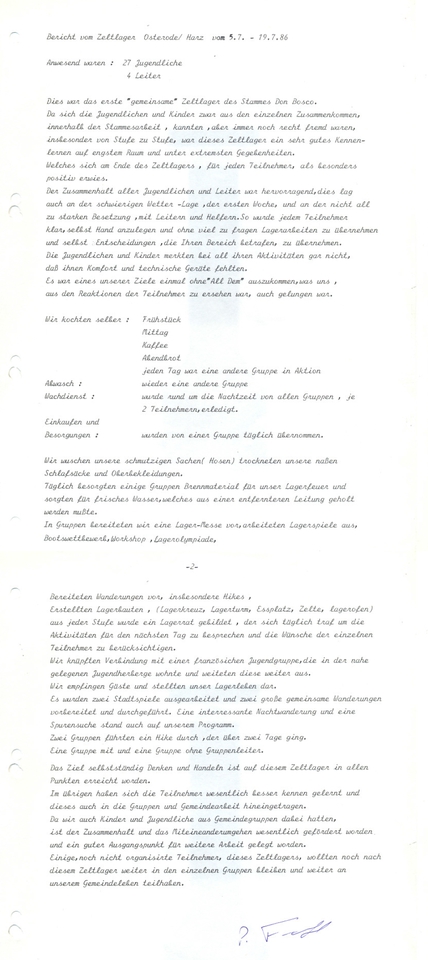 Bericht vom Zeltlager Osterode/ Harz vom 5.7. - 19.7.86
Anwesend waren : 27 Jugendliche
4 Leiter
Dies war das erste "gemeinsame" Zeltlager des Stammes Don Bosco.
Da sich die Jugendlichen und Kinder zwar aus den einzelnen Zusammenkommen,
innerhalb der Stammesarbeit , kannten ,aber immer noch recht fremd waren,
insbesonder von Stufe zu Stufe, war dieses Zeltlager ein sehr gutes Kennen-
lernen auf engstem Raum und unter extremsten Gegebenheiten.
Welches sich am Ende des Zeltlagers , für jeden Teilnehmer, als besonders
positiv erwies.
Der Zusammenhalt aller Jugendlichen und Leiter war hervorragend,dies lag
auch an der schwierigen Wetter -Lage ,der ersten Woche, und an der nicht all
zu starken Besetzung ,mit Leitern und Helfern.So wurde jedem Teilnehmer
klar,selbst Hand anzulegen und ohne viel zu fragen Lagerarbeiten zu übernehmen
und selbst Entscheidungen ,die Ihren Bereich betrafen, zu übernehmen.
Die Jugendlichen und Kinder merkten bei all ihren Aktivitäten gar nicht,
daß ihnen Komfort und technische Geräte fehlten.
Es war eines unserer Ziele einmal ohne"All Dem" auszukommen,was uns ,
aus den Reaktionen der Teilnehmer zu ersehen war, auch gelungen war.
Wir kochten selber : Frühstück
Mittag
Kaffee
Abendbrot
jeden Tag war eine andere Gruppe in Aktion
Abwasch : wieder eine andere Gruppe
Wachdienst : wurde rund um die Nachtzeit von allen Gruppen , je
2 Teilnehmern,erledigt.
Einkaufen und
Besorgungen : wurden von einer Gruppe täglich übernommen.
Wir wuschen unsere schmutzigen Suchen( Hosen) trochneten unsere naßen
Schlafsäcke und Oberbekleidungen.
Täglich besorgten einige Gruppen Brennmaterial für unser Lagerfeuer und
sorgten für frisches Wasser,welches aus einer entfernteren Leitung geholt
werden mußte.
In Gruppen bereiteten wir eine Lager-Messe vor,arbeiteten Lagerspiele aus,
Bootswettbewerb,Workshop ,Lagerolympiade,
-2-
Bereiteten Wanderungen vor, insbesondere Hikes ,
Erstellten Lagerbauten , (Lagerkreuz, Lagerturm, Essplatz, Zelte, lagerofen)
aus jeder Stufe wurde ein Lagerrat gebildet , der sich täglich traf um die
Aktivitäten für den nächsten Tag zu besprechen und die Wünsche der einzelnen
Teilnehmer zu berücksichtigen.
Wir knüpften Verbindung mit einer französichen Jugendgruppe,die in der nahe
gelegenen Jugendherberge wohnte und weiteten diese weiter aus.
Wir empfingen Gäste und stellten unser Lagerleben dar.
Es wurden zwei Stadtspiele ausgearbeitet und zwei große gemeinsame Wanderungen
vorbereitet und durchgeführt. Eine interressante Nachtwanderung und eine
Spurensuche stand auch auf unserem Programm.
Zwei Gruppen führten ein Hike durch ,der über zwei Tage ging.
Eine Gruppe mit und eine Gruppe ohne Gruppenleiter.
Das Ziel selbstständig Denken und Handeln ist auf diesem Zeltlager in allen
Punkten erreicht worden.
Im übrigen haben sich die Teilnehmer wesentlich besser kennen gelernt und
dieses auch in die Gruppen und Gemeindearbeit hineingetragen.
Da wir auch Kinder und Jugendliche aus Gemeindegruppen dabei hatten,
ist der Zusammenhalt und das Miteinanderumgehen wesentlich gefördert worden
und ein guter Ausgangspunkt für weitere Arbeit gelegt worden.
Einige,noch nicht organisirte Teilnehmer, dieses Zeltlagers, wollten noch nach
diesem Zeltlager weiter in den einzelnen Gruppen bleiben und weiter an
unserem Gemeindeleben teilhaben.